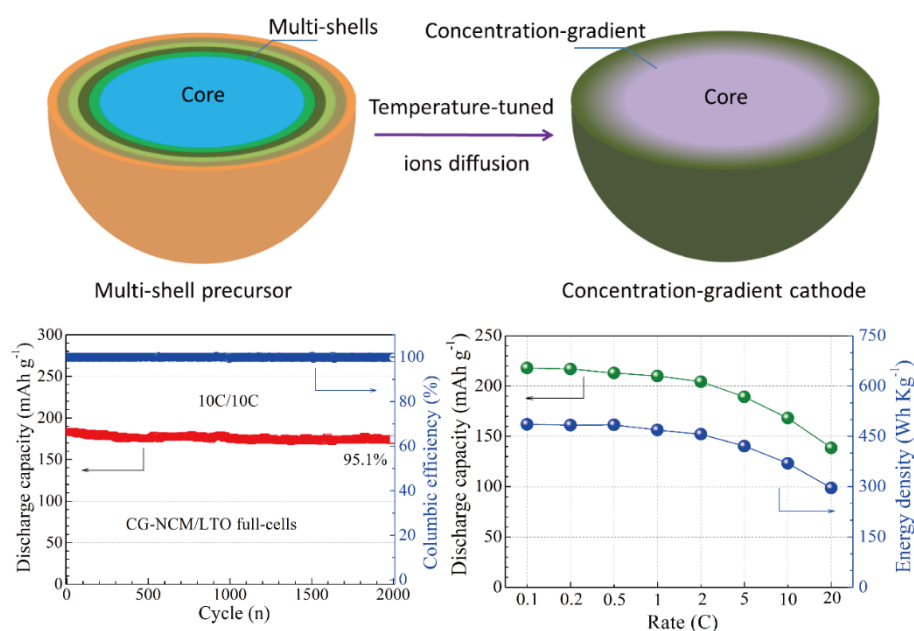 Multi-shells
Concentration-gradient
Core
Temperature-tuned
ions diffusion
Core
Multi-shell precursor
Concentration-gradient cathode
Discharge capacity (mAh g⁻¹)
300
250
200
150
100
50
0
10C/10C
95.1%
CG-NCM/LTO full-cells
0 500 1000 1500 2000
Cycle (n)
100
80
60
40
20
0
Columbic efficiency (%)
Discharge capacity (mAh g⁻¹)
250
200
150
100
50
0
0.1 0.2 0.5 1 2 5 10 20
Rate (C)
750
600
450
300
150
0
Energy density (Wh Kg⁻¹)